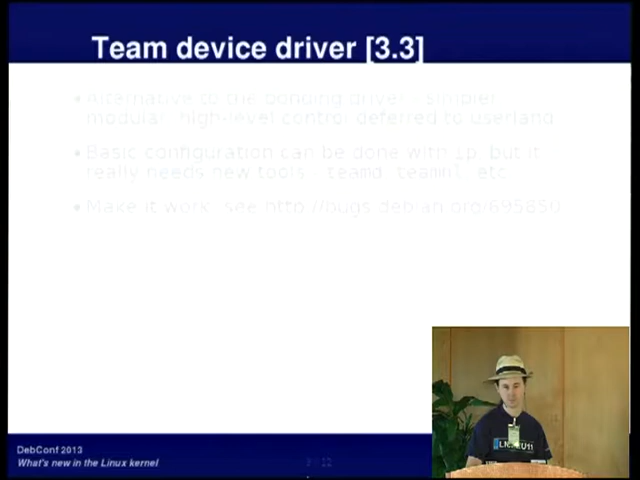 Team device driver [3.3]
• Alternative to the bonding driver simpler
modular high-level control deferred to userland
• Basic configuration can be done with ip but it
really needs new tools teamd teamnl etc
• Make it work see http://bugs.debian.org/695850
DebConf 2013
What's new in the Linux kernel